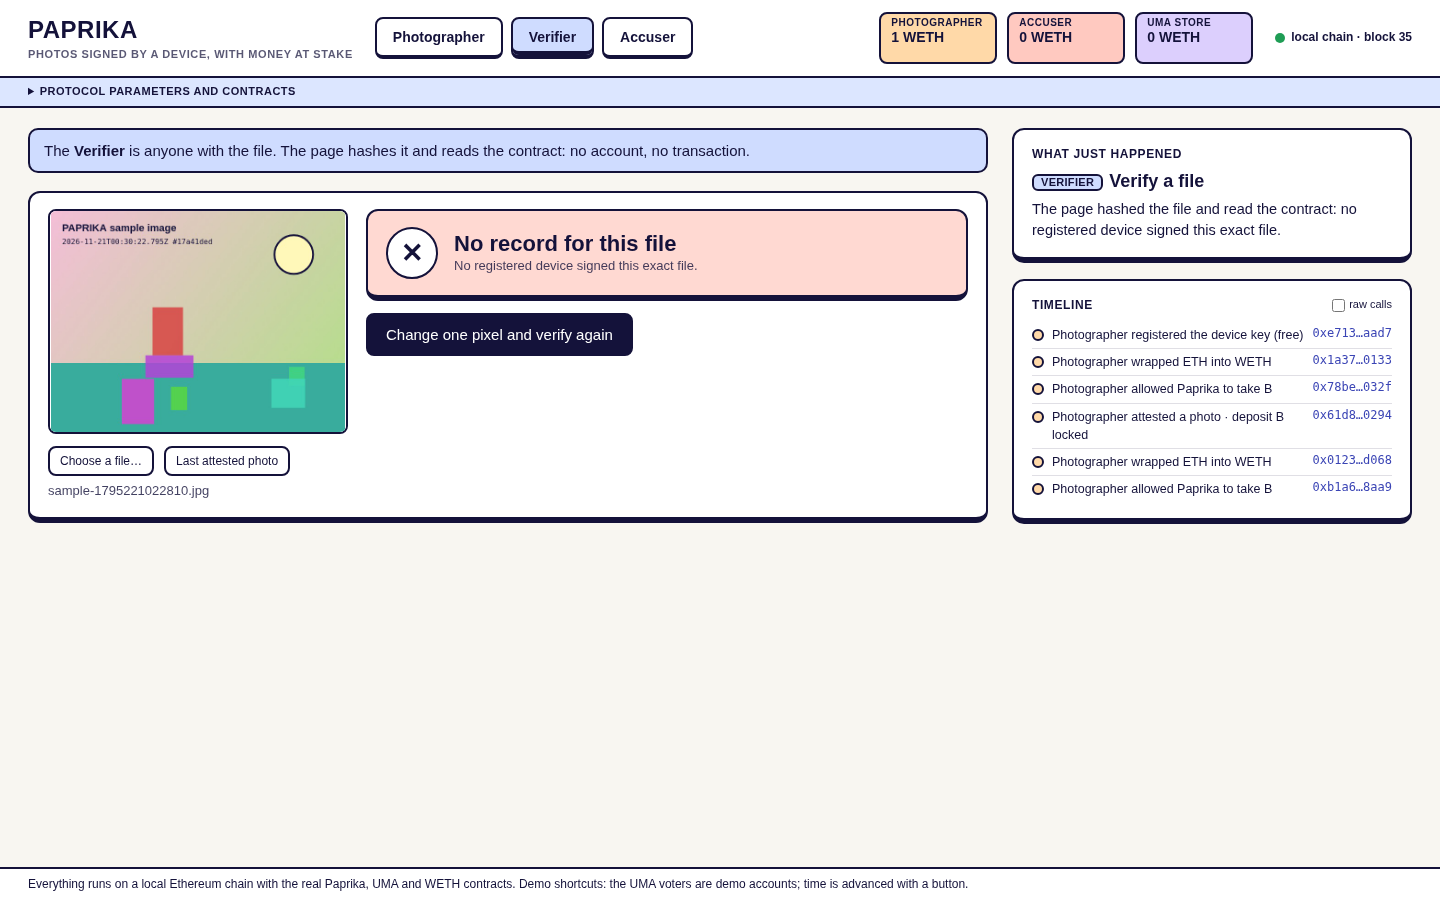 PAPRIKA
PHOTOS SIGNED BY A DEVICE, WITH MONEY AT STAKE
Photographer
Verifier
Accuser
PHOTOGRAPHER
1 WETH
ACCUSER
0 WETH
UMA STORE
0 WETH
local chain · block 35
PROTOCOL PARAMETERS AND CONTRACTS
The Verifier is anyone with the file. The page hashes it and reads the contract: no account, no transaction.
PAPRIKA sample image
2026-11-21T00:30:22.795Z #17a41ded
No record for this file
No registered device signed this exact file.
Change one pixel and verify again
Choose a file…
Last attested photo
sample-1795221022810.jpg
WHAT JUST HAPPENED
VERIFIER Verify a file
The page hashed the file and read the contract: no
registered device signed this exact file.
TIMELINE
raw calls
Photographer registered the device key (free) 0xe713…aad7
Photographer wrapped ETH into WETH 0x1a37…0133
Photographer allowed Paprika to take B 0x78be…032f
Photographer attested a photo · deposit B 0x61d8…0294
locked
Photographer wrapped ETH into WETH 0x0123…d068
Photographer allowed Paprika to take B 0xb1a6…8aa9
Everything runs on a local Ethereum chain with the real Paprika, UMA and WETH contracts. Demo shortcuts: the UMA voters are demo accounts; time is advanced with a button.